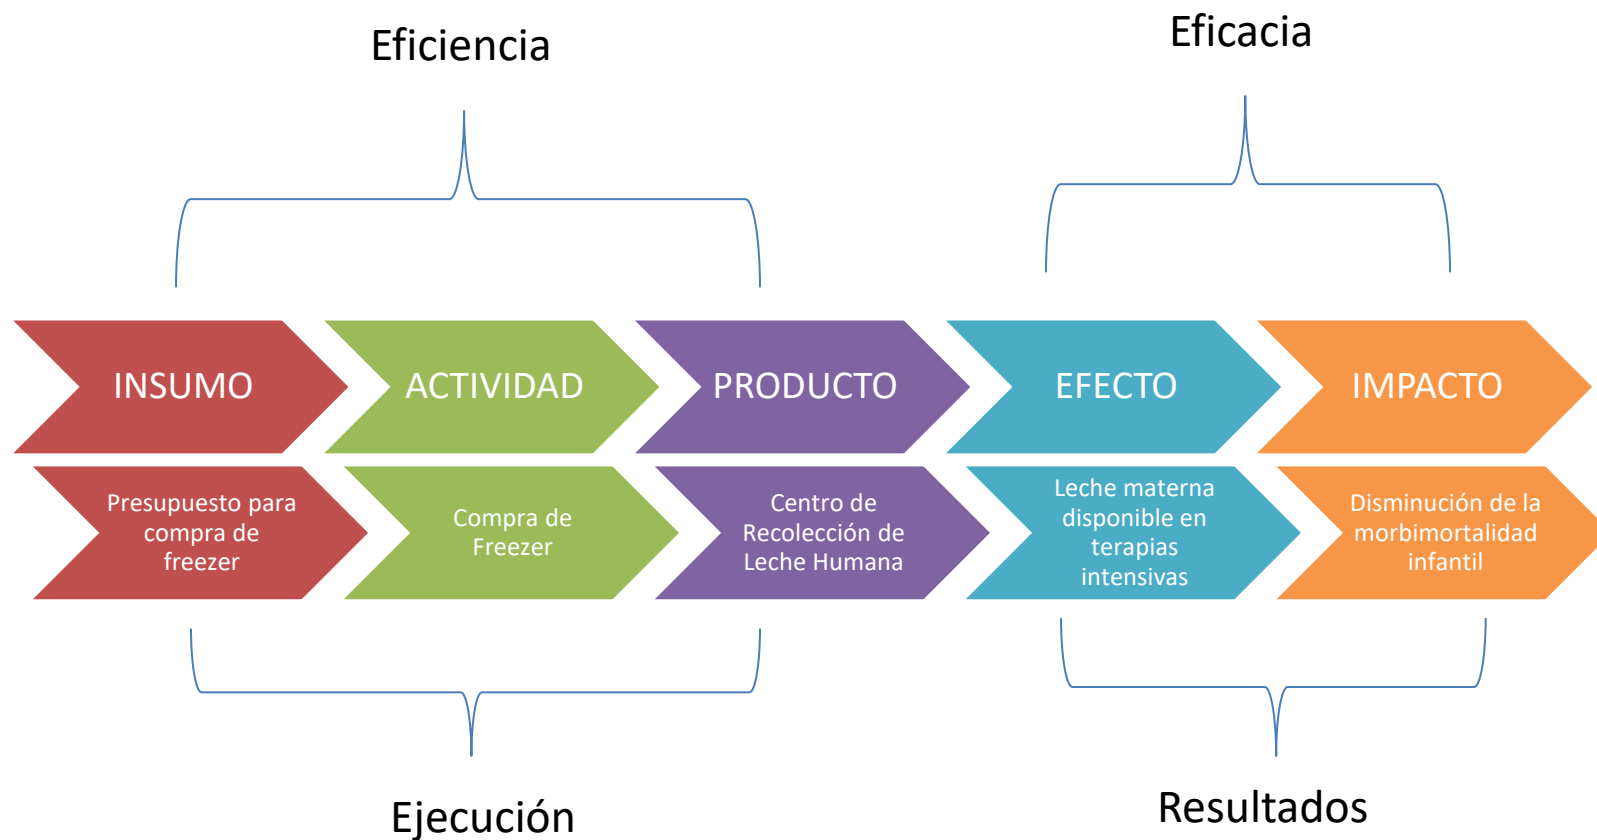 Eficiencia
Eficacia
INSUMO
ACTIVIDAD
PRODUCTO
EFECTO
IMPACTO
Presupuesto para
compra de
freezer
Compra de
Freezer
Centro de
Recolección de
Leche Humana
Leche materna
disponible en
terapias
intensivas
Disminución de la
morbimortalidad
infantil
Ejecución
Resultados